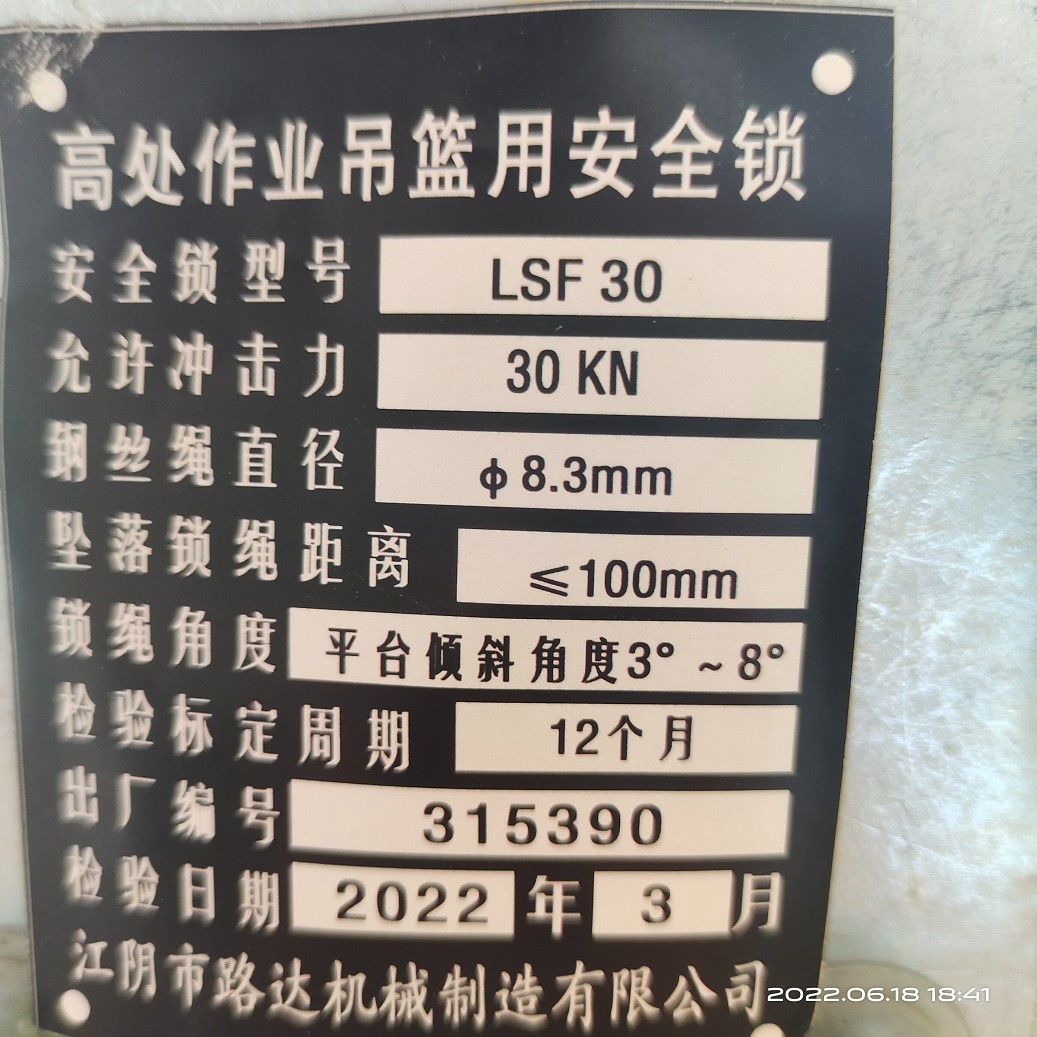 高处作业吊篮用安全锁
安全锁型号 LSF 30
允许冲击力 30 KN
钢丝绳直径 ф8.3mm
坠落锁绳距离 ≤100mm
锁绳角度 平台倾斜角度3°~8°
检验标定周期 12个月
出厂编号 315390
检验日期 2022 年 3 月
江阴市路达机械制造有限公司
2022.06.18 18:41